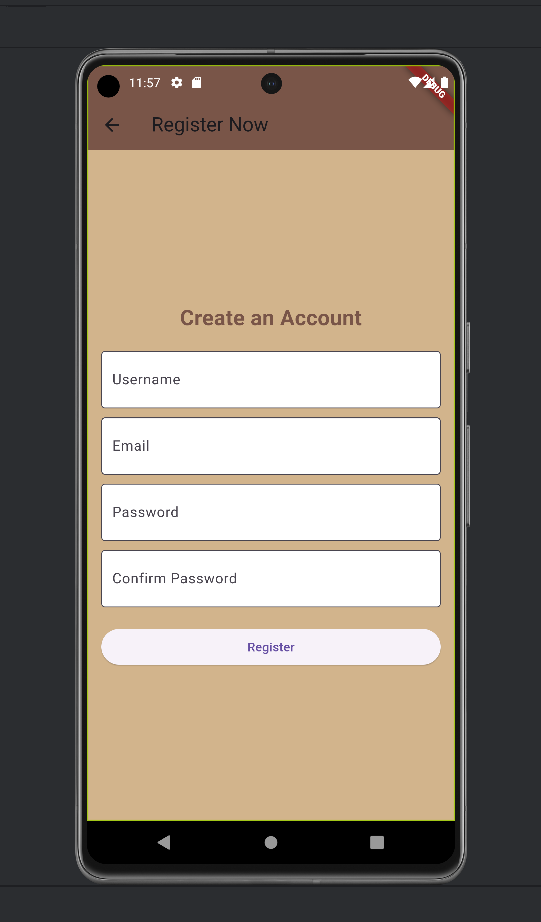 11:57
DEBUG
Register Now
Create an Account
Username
Email
Password
Confirm Password
Register